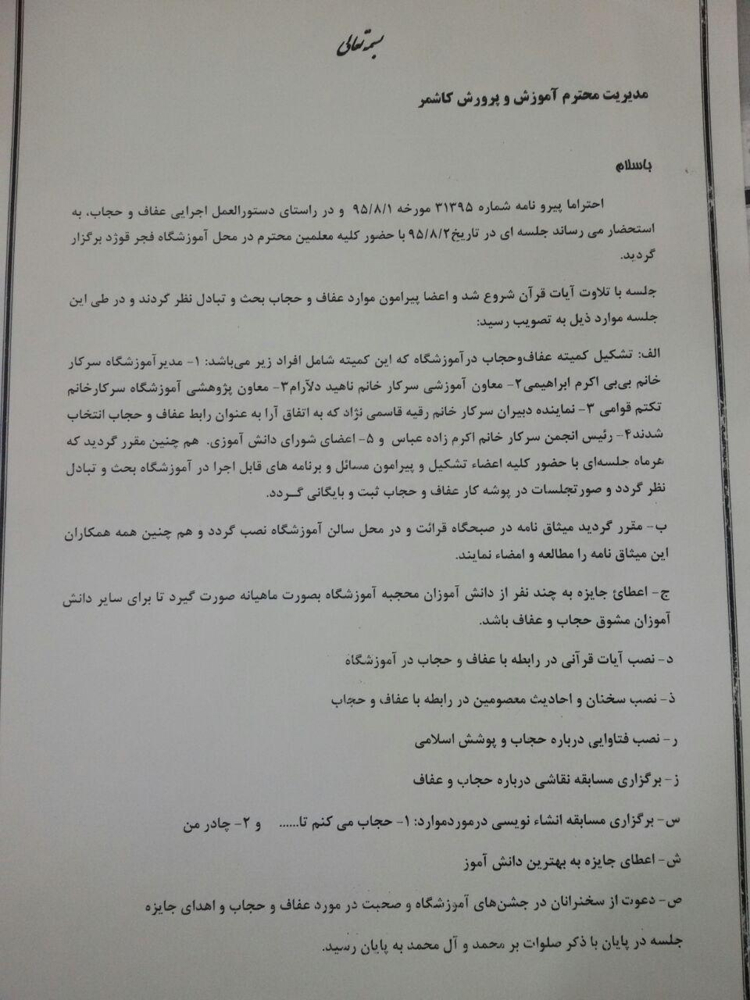 بسمه تعالی
مدیریت محترم آموزش و پرورش کاشمر
باسلام
احتراما پیرو نامه شماره ۳۱۳۹۵ مورخه ۹۵/۸/۱ و در راستای دستورالعمل اجرایی عفاف و حجاب، به
استحضار می رساند جلسه ای در تاریخ۹۵/۸/۲ با حضور کلیه معلمین محترم در محل آموزشگاه فجر قوژد برگزار
گردید.
جلسه با تلاوت آیات قرآن شروع شد و اعضا پیرامون موارد عفاف و حجاب بحث و تبادل نظر گردند و در طی این
جلسه موارد ذیل به تصویب رسید:
الف: تشکیل کمیته عفاف‌وحجاب درآموزشگاه که این کمیته شامل افراد زیر می‌باشد: ۱- مدیرآموزشگاه سرکار
خانم بی‌بی اکرم ابراهیمی۲- معاون آموزشی سرکار خانم ناهید دلآرام۳- معاون پژوهشی آموزشگاه سرکارخانم
تکتم قوامی ۳- نماینده دبیران سرکار خانم رقیه قاسمی نژاد که به اتفاق آرا به عنوان رابط عفاف و حجاب انتخاب
شدند۴- رئیس انجمن سرکار خانم اکرم زاده عباس و ۵- اعضای شورای دانش آموزی. هم چنین مقرر گردید که
هرماه جلسه‌ای با حضور کلیه اعضاء تشکیل و پیرامون مسائل و برنامه های قابل اجرا در آموزشگاه بحث و تبادل
نظر گردد و صورتجلسات در پوشه کار عفاف و حجاب ثبت و بایگانی گـردد.
ب- مقرر گردید میثاق نامه در صبحگاه قرائت و در محل سالن آموزشگاه نصب گردد و هم چنین همه همکاران
این میثاق نامه را مطالعه و امضاء نمایند.
ج- اعطائ جایزه به چند نفر از دانش آموزان محجبه آموزشگاه بصورت ماهیانه صورت گیرد تا برای سایر دانش
آموزان مشوق حجاب و عفاف باشد.
د- نصب آیات قرآنی در رابطه با عفاف و حجاب در آموزشگاه
ذ- نصب سخنان و احادیث معصومین در رابطه با عفاف و حجاب
ر- نصب فتاوایی درباره حجاب و پوشش اسلامی
ز- برگزاری مسابقه نقاشی درباره حجاب و عفاف
س- برگزاری مسابقه انشاء نویسی درموردموارد: ۱- حجاب می کنم تا...... و ۲- چادر من
ش- اعطای جایزه به بهترین دانش آموز
ص- دعوت از سخنرانان در جشن‌های آموزشگاه و صحبت در مورد عفاف و حجاب و اهدای جایزه
جلسه در پایان با ذکر صلوات بر محمد و آل محمد به پایان رسید.